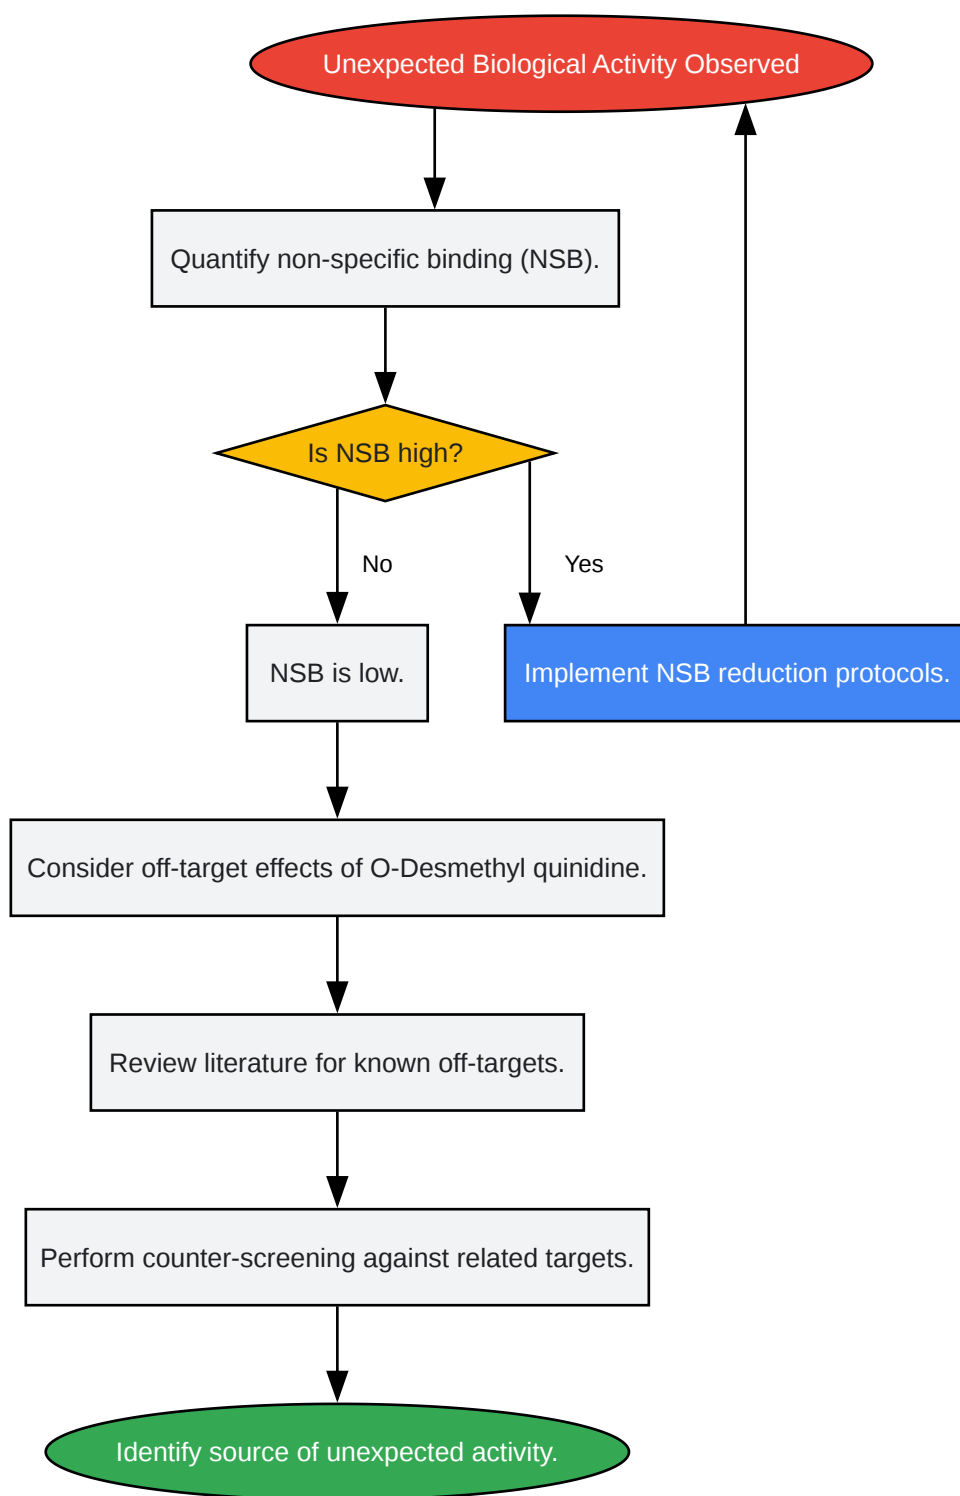 Unexpected Biological Activity Observed
Quantify non-specific binding (NSB).
Is NSB high?
No
Yes
NSB is low.
Implement NSB reduction protocols.
Consider off-target effects of O-Desmethyl quinidine.
Review literature for known off-targets.
Perform counter-screening against related targets.
Identify source of unexpected activity.